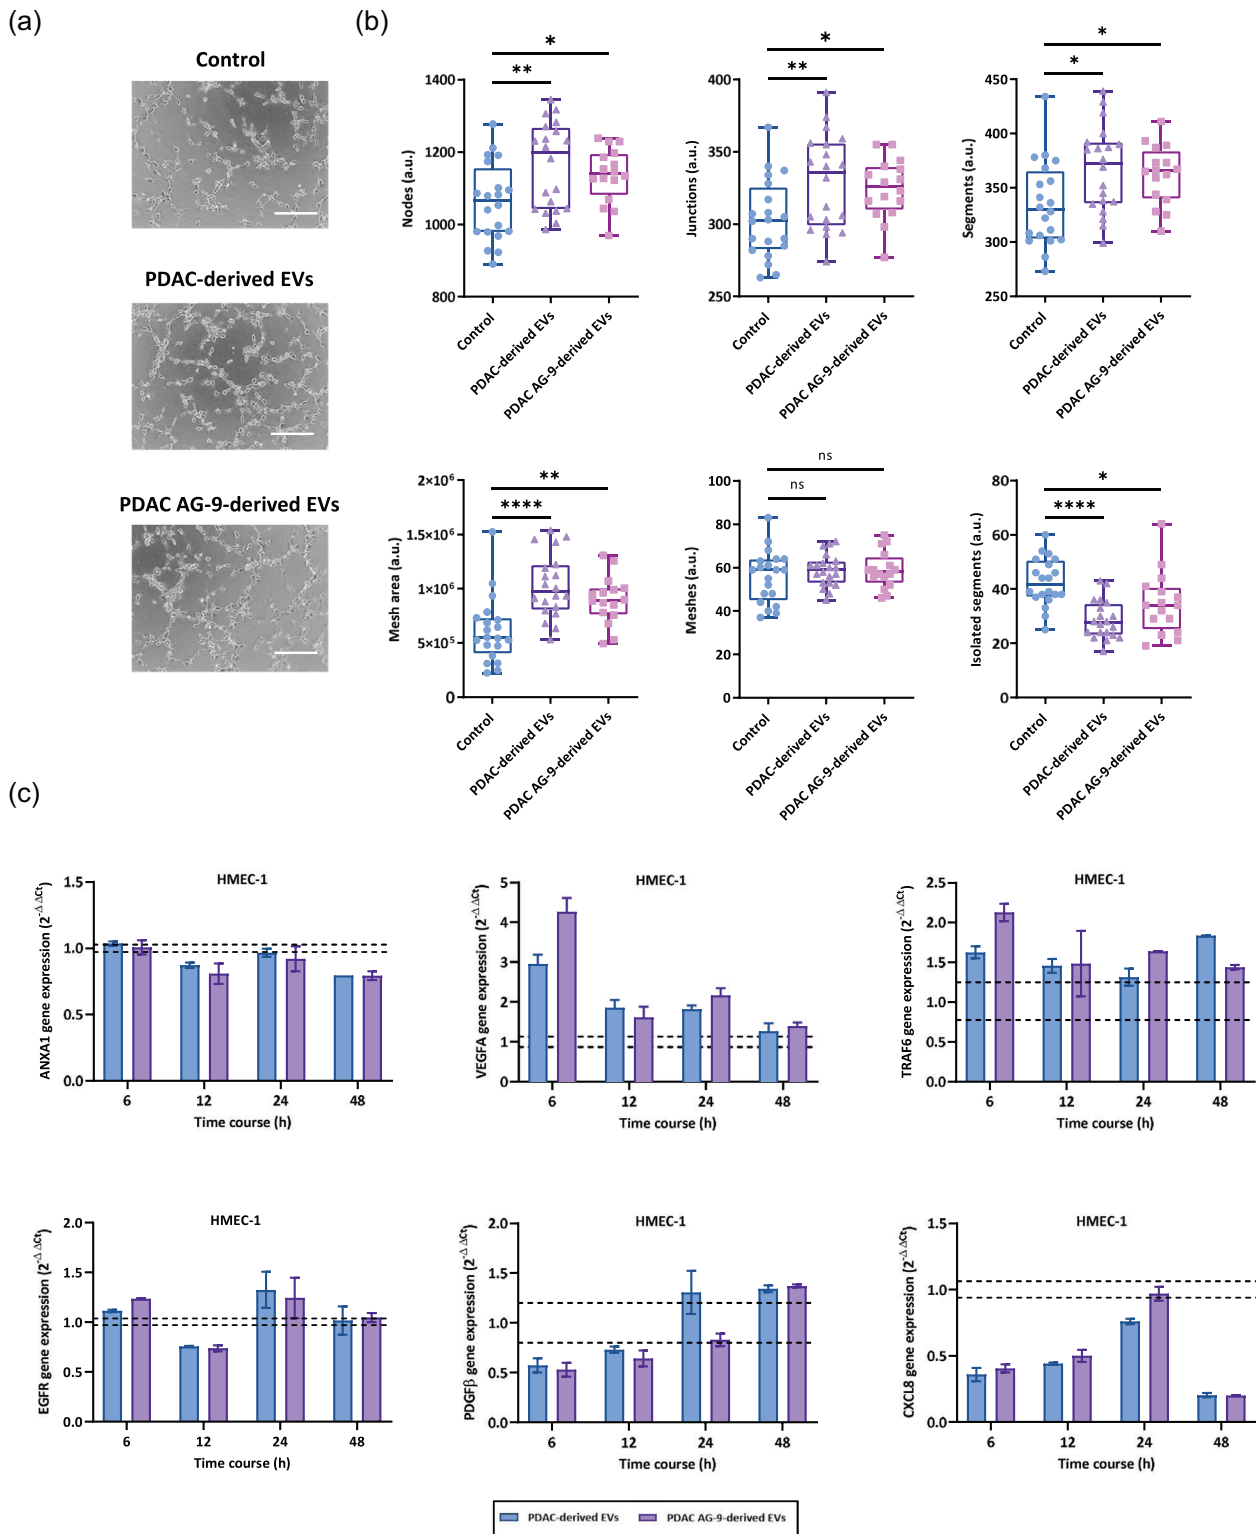 (a)
Control
PDAC-derived EVs
PDAC AG-9-derived EVs
(b)
*
**
Nodes (a.u.)
1400
1200
1000
800
Control
PDAC-derived EVs
PDAC AG-9-derived EVs
*
**
Junctions (a.u.)
400
350
300
250
Control
PDAC-derived EVs
PDAC AG-9-derived EVs
*
*
Segments (a.u.)
450
400
350
300
250
Control
PDAC-derived EVs
PDAC AG-9-derived EVs
**
****
Mesh area (a.u.)
2×10⁶
1.5×10⁶
1×10⁶
5×10⁵
0
Control
PDAC-derived EVs
PDAC AG-9-derived EVs
ns
ns
Meshes (a.u.)
100
80
60
40
20
0
Control
PDAC-derived EVs
PDAC AG-9-derived EVs
*
****
Isolated segments (a.u.)
80
60
40
20
0
Control
PDAC-derived EVs
PDAC AG-9-derived EVs
(c)
HMEC-1
ANXA1 gene expression (2^-Δ ΔCt)
1.5
1.0
0.5
0.0
6 12 24 48
Time course (h)
HMEC-1
VEGFA gene expression (2^-Δ ΔCt)
5
4
3
2
1
0
6 12 24 48
Time course (h)
HMEC-1
TRAF6 gene expression (2^-Δ ΔCt)
2.5
2.0
1.5
1.0
0.5
0.0
6 12 24 48
Time course (h)
HMEC-1
EGFR gene expression (2^-Δ ΔCt)
2.0
1.5
1.0
0.5
0.0
6 12 24 48
Time course (h)
HMEC-1
PDGFβ gene expression (2^-Δ ΔCt)
2.0
1.5
1.0
0.5
0.0
6 12 24 48
Time course (h)
HMEC-1
CXCL8 gene expression (2^-Δ ΔCt)
1.5
1.0
0.5
0.0
6 12 24 48
Time course (h)
PDAC-derived EVs PDAC AG-9-derived EVs